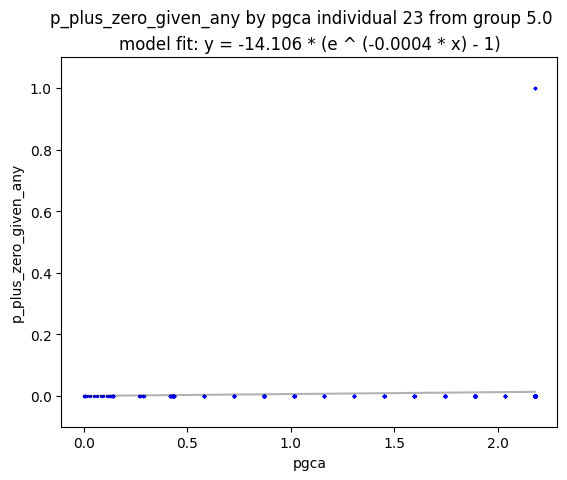 p_plus_zero_given_any by pgca individual 23 from group 5.0
model fit: y = -14.106 * (e ^ (-0.0004 * x) - 1)
1.0
0.8
0.6
0.4
0.2
0.0
p_plus_zero_given_any
0.0
0.5
1.0
1.5
2.0
pgca